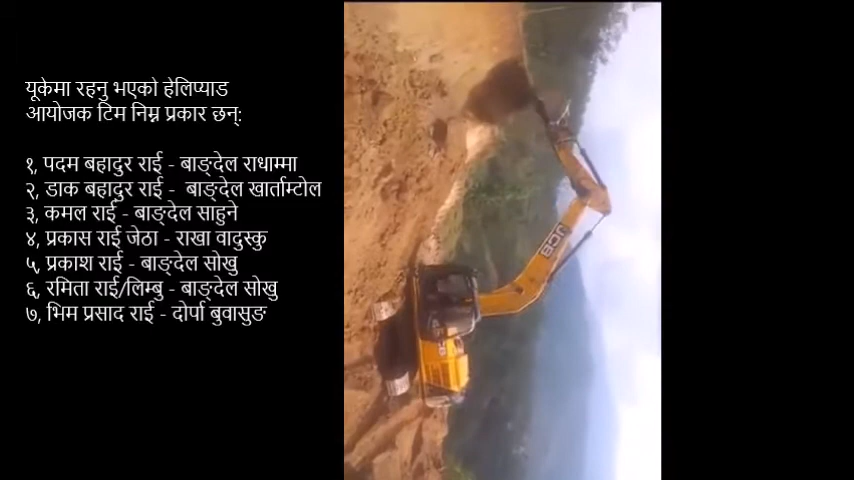 यूकेमा रहनु भएको हेलिप्याड
आयोजक टिम निम्न प्रकार छन्:
१, पदम बहादुर राई - बाङ्देल राधाम्मा
२, डाक बहादुर राई - बाङ्देल खार्ताम्टोल
३, कमल राई - बाङ्देल साहुने
४, प्रकास राई जेठा - राखा वादुस्कु
५, प्रकाश राई - बाङ्देल सोखु
६, रमिता राई/लिम्बु - बाङ्देल सोखु
७, भिम प्रसाद राई - दोर्पा बुवासुङ
JCB